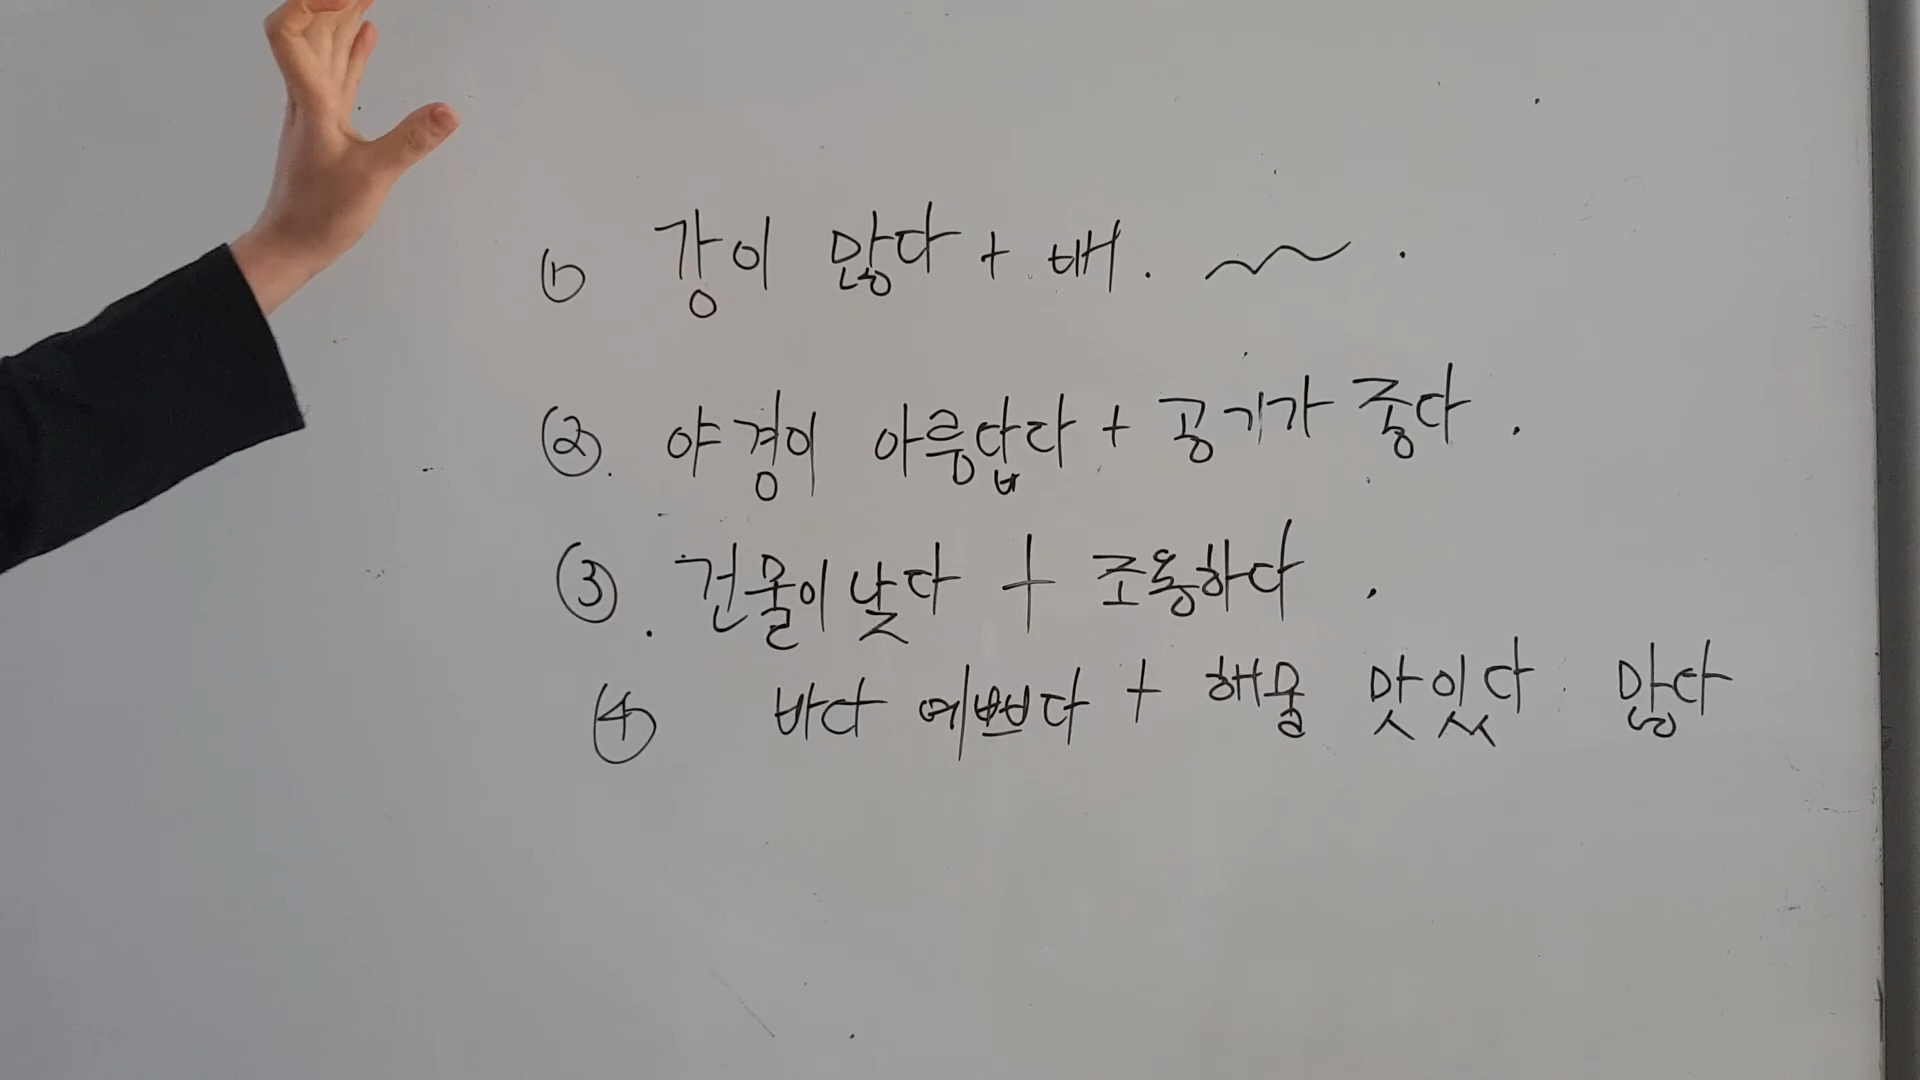 ① 강이 많다 + 배. ~~.
②. 야경이 아름답다 + 공기가 좋다.
③. 건물이 낮다 + 조용하다.
④ 바다 예쁘다 + 해물 맛있다. 많다